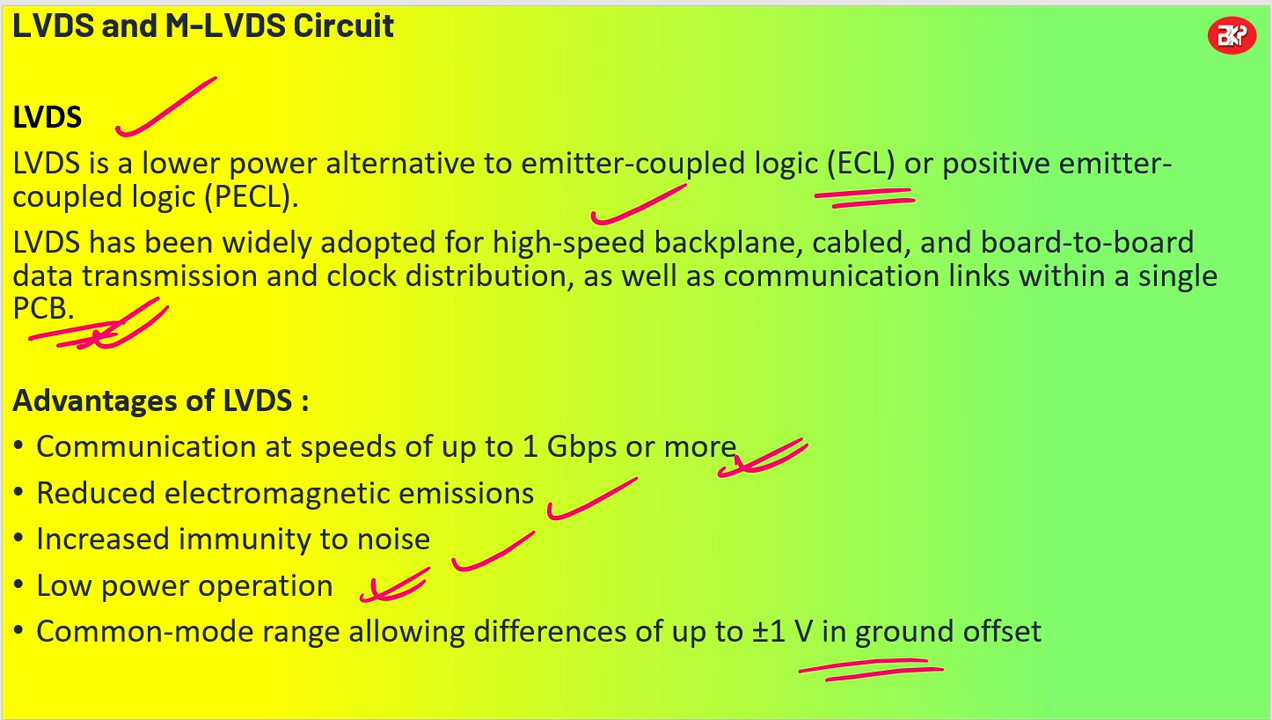 LVDS and M-LVDS Circuit
BKP
LVDS
LVDS is a lower power alternative to emitter-coupled logic (ECL) or positive emitter-
coupled logic (PECL).
LVDS has been widely adopted for high-speed backplane, cabled, and board-to-board
data transmission and clock distribution, as well as communication links within a single
PCB.
Advantages of LVDS :
• Communication at speeds of up to 1 Gbps or more
• Reduced electromagnetic emissions
• Increased immunity to noise
• Low power operation
• Common-mode range allowing differences of up to ±1 V in ground offset